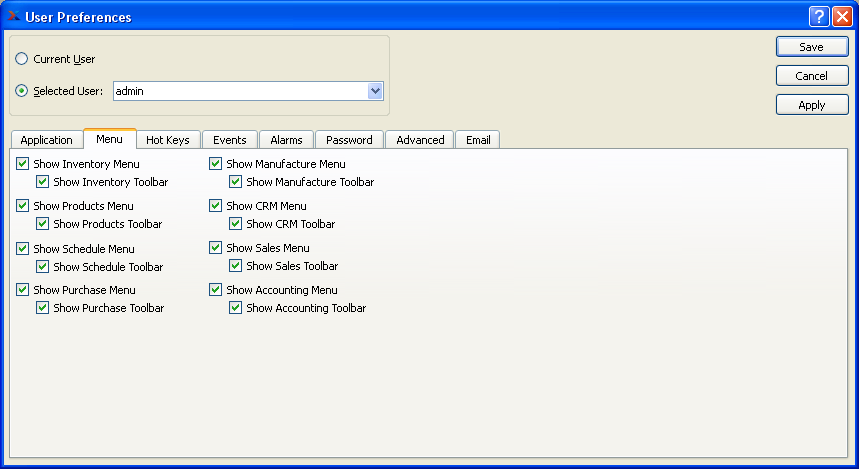 User Preferences
Current User
Save
Selected User: admin
Cancel
Apply
Application Menu Hot Keys Events Alarms Password Advanced Email
Show Inventory Menu
Show Inventory Toolbar
Show Products Menu
Show Products Toolbar
Show Schedule Menu
Show Schedule Toolbar
Show Purchase Menu
Show Purchase Toolbar
Show Manufacture Menu
Show Manufacture Toolbar
Show CRM Menu
Show CRM Toolbar
Show Sales Menu
Show Sales Toolbar
Show Accounting Menu
Show Accounting Toolbar